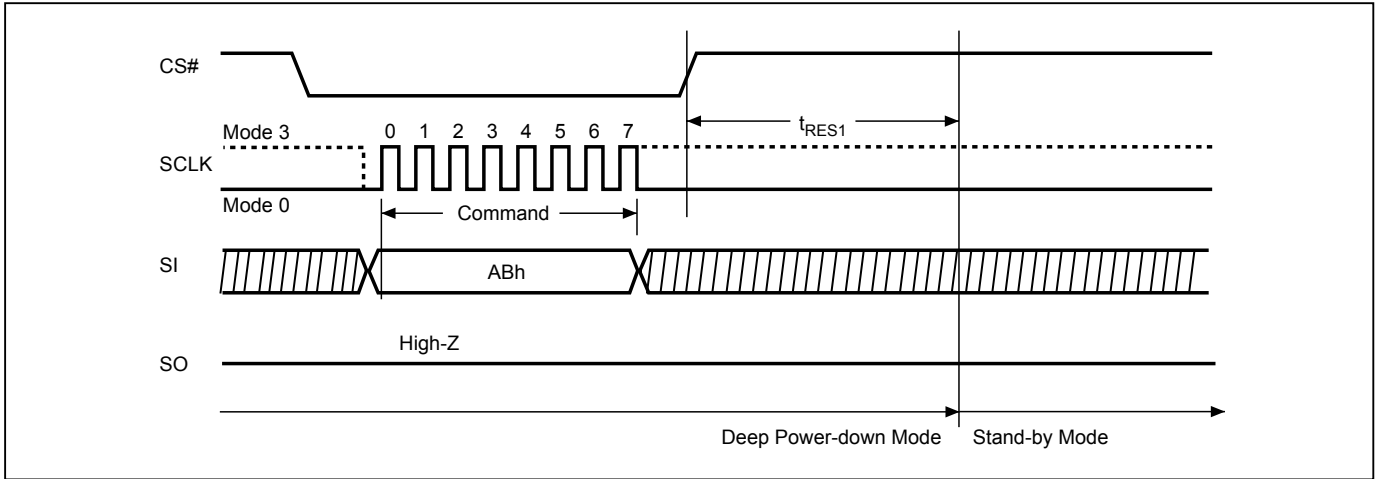 CS#
tRES1
Mode 3
0 1 2 3 4 5 6 7
SCLK
Mode 0
Command
SI
ABh
High-Z
SO
Deep Power-down Mode Stand-by Mode